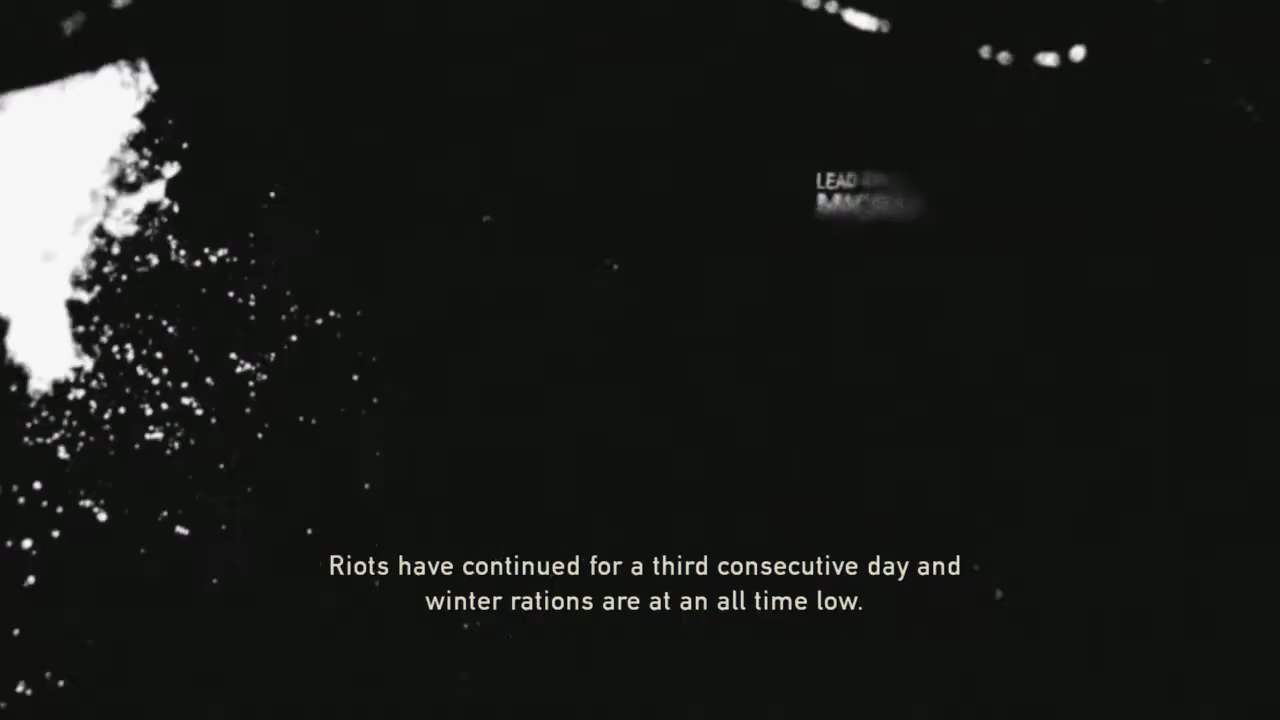 LEAD
Riots have continued for a third consecutive day and
winter rations are at an all time low.